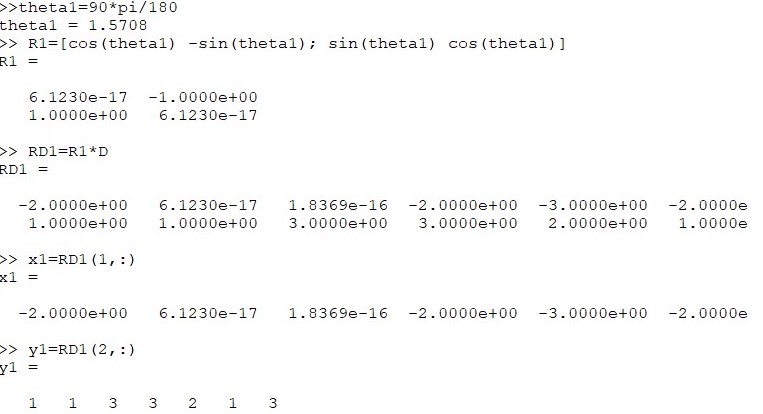 >>theta1=90*pi/180
theta1 = 1.5708
>> R1=[cos(theta1) -sin(theta1); sin(theta1) cos(theta1)]
R1 =
6.1230e-17 -1.0000e+00
1.0000e+00 6.1230e-17
>> RD1=R1*D
RD1 =
-2.0000e+00 6.1230e-17 1.8369e-16 -2.0000e+00 -3.0000e+00 -2.0000e
1.0000e+00 1.0000e+00 3.0000e+00 3.0000e+00 2.0000e+00 1.0000e
>> x1=RD1(1,:)
x1 =
-2.0000e+00 6.1230e-17 1.8369e-16 -2.0000e+00 -3.0000e+00 -2.0000e
>> y1=RD1(2,:)
y1 =
1 1 3 3 2 1 3